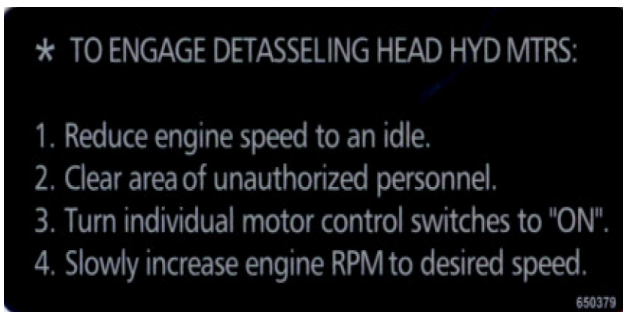 * TO ENGAGE DETASSELING HEAD HYD MTRS:
1. Reduce engine speed to an idle.
2. Clear area of unauthorized personnel.
3. Turn individual motor control switches to "ON".
4. Slowly increase engine RPM to desired speed.
650379